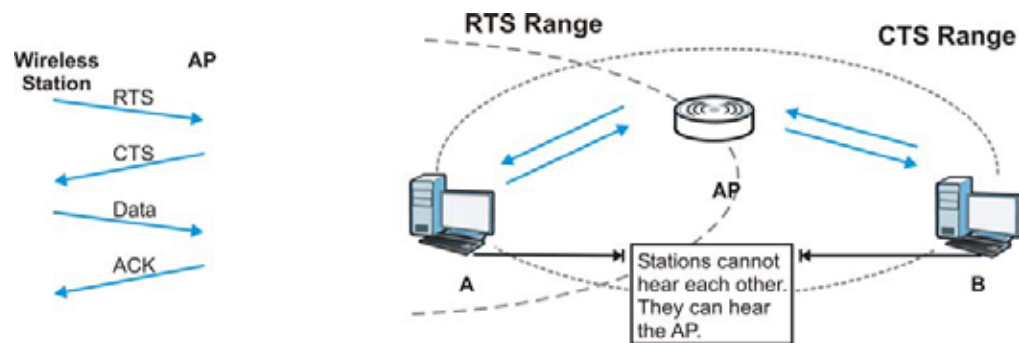 Wireless
Station
AP
RTS
CTS
Data
ACK
RTS Range
CTS Range
AP
A
Stations cannot
hear each other.
They can hear
the AP.
B